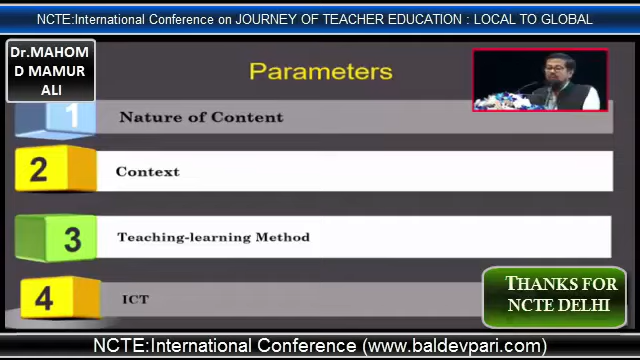 NCTE:International Conference on JOURNEY OF TEACHER EDUCATION : LOCAL TO GLOBAL
Dr.MAHOM
D MAMUR
ALI
Parameters
1
Nature of Content
2
Context
3
Teaching-learning Method
4
ICT
THANKS FOR
NCTE DELHI
NCTE:International Conference (www.baldevpari.com)